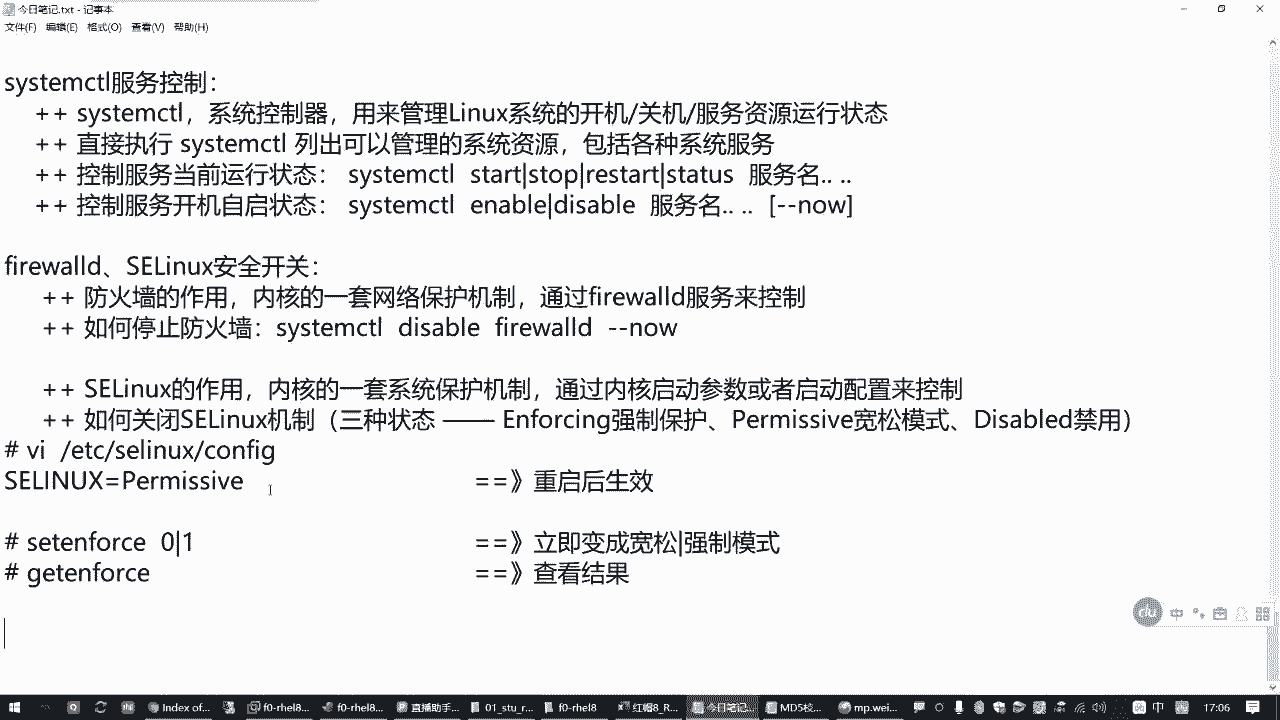 今日笔记.txt - 记事本
文件(F) 编辑(E) 格式(O) 查看(V) 帮助(H)
systemctl服务控制：
++ systemctl，系统控制器，用来管理Linux系统的开机/关机/服务资源运行状态
++ 直接执行 systemctl 列出可以管理的系统资源，包括各种系统服务
++ 控制服务当前运行状态： systemctl start|stop|restart|status 服务名.. ..
++ 控制服务开机自启状态： systemctl enable|disable 服务名.. .. [--now]
firewalld、SELinux安全开关：
++ 防火墙的作用，内核的一套网络保护机制，通过firewalld服务来控制
++ 如何停止防火墙：systemctl disable firewalld --now
++ SELinux的作用，内核的一套系统保护机制，通过内核启动参数或者启动配置来控制
++ 如何关闭SELinux机制（三种状态 —— Enforcing强制保护、Permissive宽松模式、Disabled禁用）
# vi /etc/selinux/config
SELINUX=Permissive ==》重启后生效
# setenforce 0|1 ==》立即变成宽松|强制模式
# getenforce ==》查看结果
du 中
Index of... f0-rhel8... f0-rhel8... 直播助手... 01_stu_r... f0-rhel8 红帽8_R... 今日笔记... MD5校... mp.wei... 中 17:06